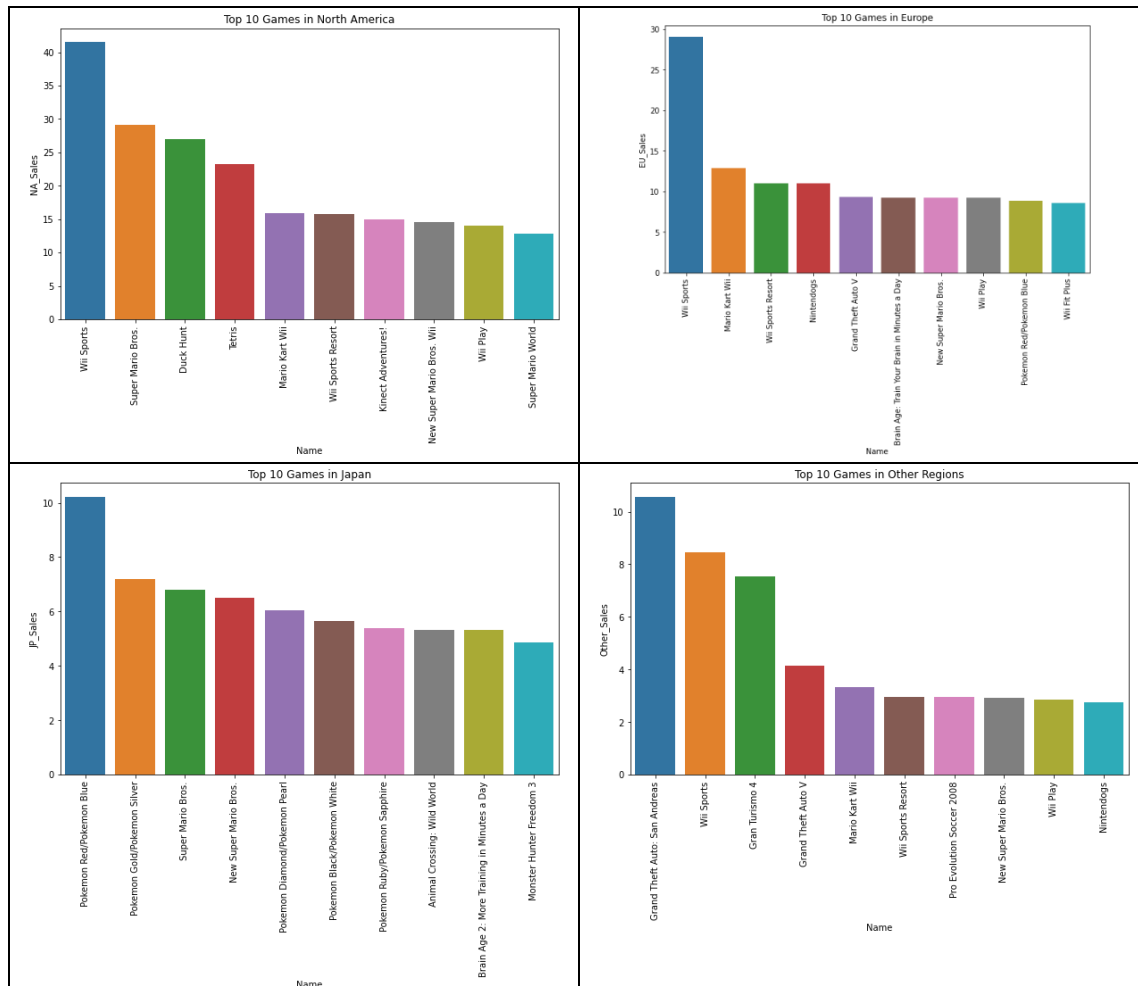 Top 10 Games in North America
NA_Sales
40
35
30
25
20
15
10
5
0
Wii Sports
Super Mario Bros.
Duck Hunt
Tetris
Mario Kart Wii
Wii Sports Resort
Kinect Adventures!
New Super Mario Bros. Wii
Wii Play
Super Mario World
Name
Top 10 Games in Europe
EU_Sales
30
25
20
15
10
5
0
Wii Sports
Mario Kart Wii
Wii Sports Resort
Nintendogs
Grand Theft Auto V
Brain Age: Train Your Brain in Minutes a Day
New Super Mario Bros.
Wii Play
Pokemon Red/Pokemon Blue
Wii Fit Plus
Name
Top 10 Games in Japan
JP_Sales
10
8
6
4
2
0
Pokemon Red/Pokemon Blue
Pokemon Gold/Pokemon Silver
Super Mario Bros.
New Super Mario Bros.
Pokemon Diamond/Pokemon Pearl
Pokemon Black/Pokemon White
Pokemon Ruby/Pokemon Sapphire
Animal Crossing: Wild World
Brain Age 2: More Training in Minutes a Day
Monster Hunter Freedom 3
Name
Top 10 Games in Other Regions
Other_Sales
10
8
6
4
2
0
Grand Theft Auto: San Andreas
Wii Sports
Gran Turismo 4
Grand Theft Auto V
Mario Kart Wii
Wii Sports Resort
Pro Evolution Soccer 2008
New Super Mario Bros.
Wii Play
Nintendogs
Name